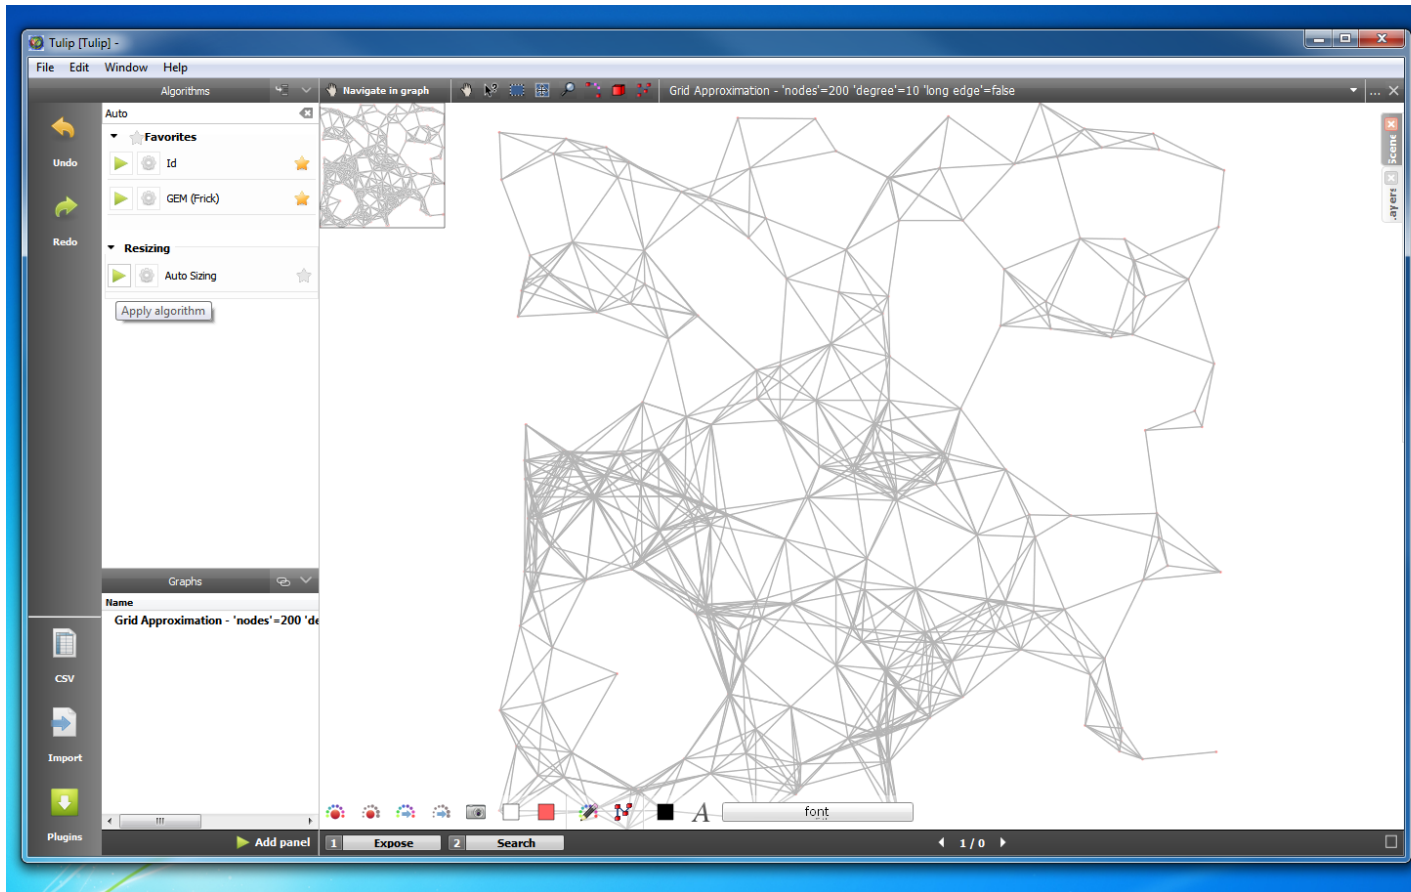 Tulip [Tulip] -
File Edit Window Help
Algorithms
Navigate in graph
Grid Approximation - 'nodes'=200 'degree'=10 'long edge'=false
...
Auto
Undo
Redo
Favorites
Id
GEM (Frick)
Resizing
Auto Sizing
Apply algorithm
Scene
ayers
Graphs
Name
Grid Approximation - 'nodes'=200 'de
CSV
Import
Plugins
A
font
Add panel
1 Expose
2 Search
1 / 0